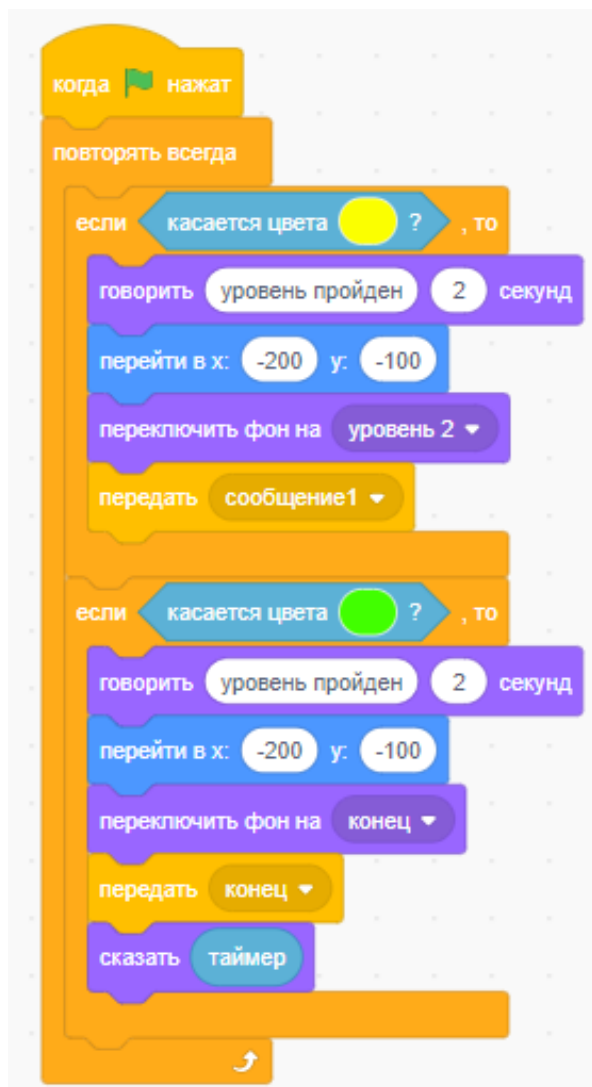 когда нажат
повторять всегда
если касается цвета ? , то
говорить уровень пройден 2 секунд
перейти в x: -200 y: -100
переключить фон на уровень 2
передать сообщение1
если касается цвета ? , то
говорить уровень пройден 2 секунд
перейти в x: -200 y: -100
переключить фон на конец
передать конец
сказать таймер